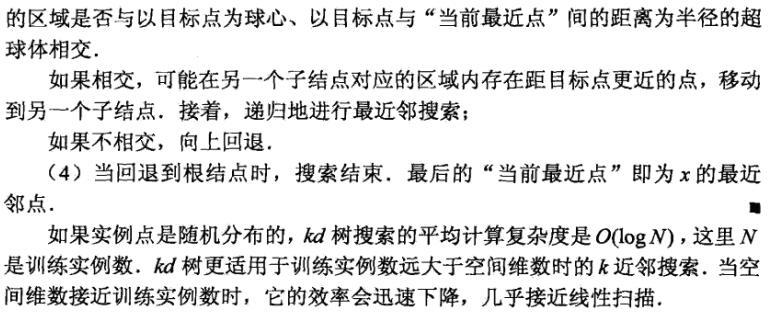 的区域是否与以目标点为球心、以目标点与“当前最近点”间的距离为半径的超
球体相交．
如果相交，可能在另一个子结点对应的区域内存在距目标点更近的点，移动
到另一个子结点．接着，递归地进行最近邻搜索；
如果不相交，向上回退．
（4）当回退到根结点时，搜索结束．最后的“当前最近点”即为 x 的最近
邻点．
如果实例点是随机分布的，kd 树搜索的平均计算复杂度是 O(log N)，这里 N
是训练实例数．kd 树更适用于训练实例数远大于空间维数时的 k 近邻搜索．当空
间维数接近训练实例数时，它的效率会迅速下降，几乎接近线性扫描．